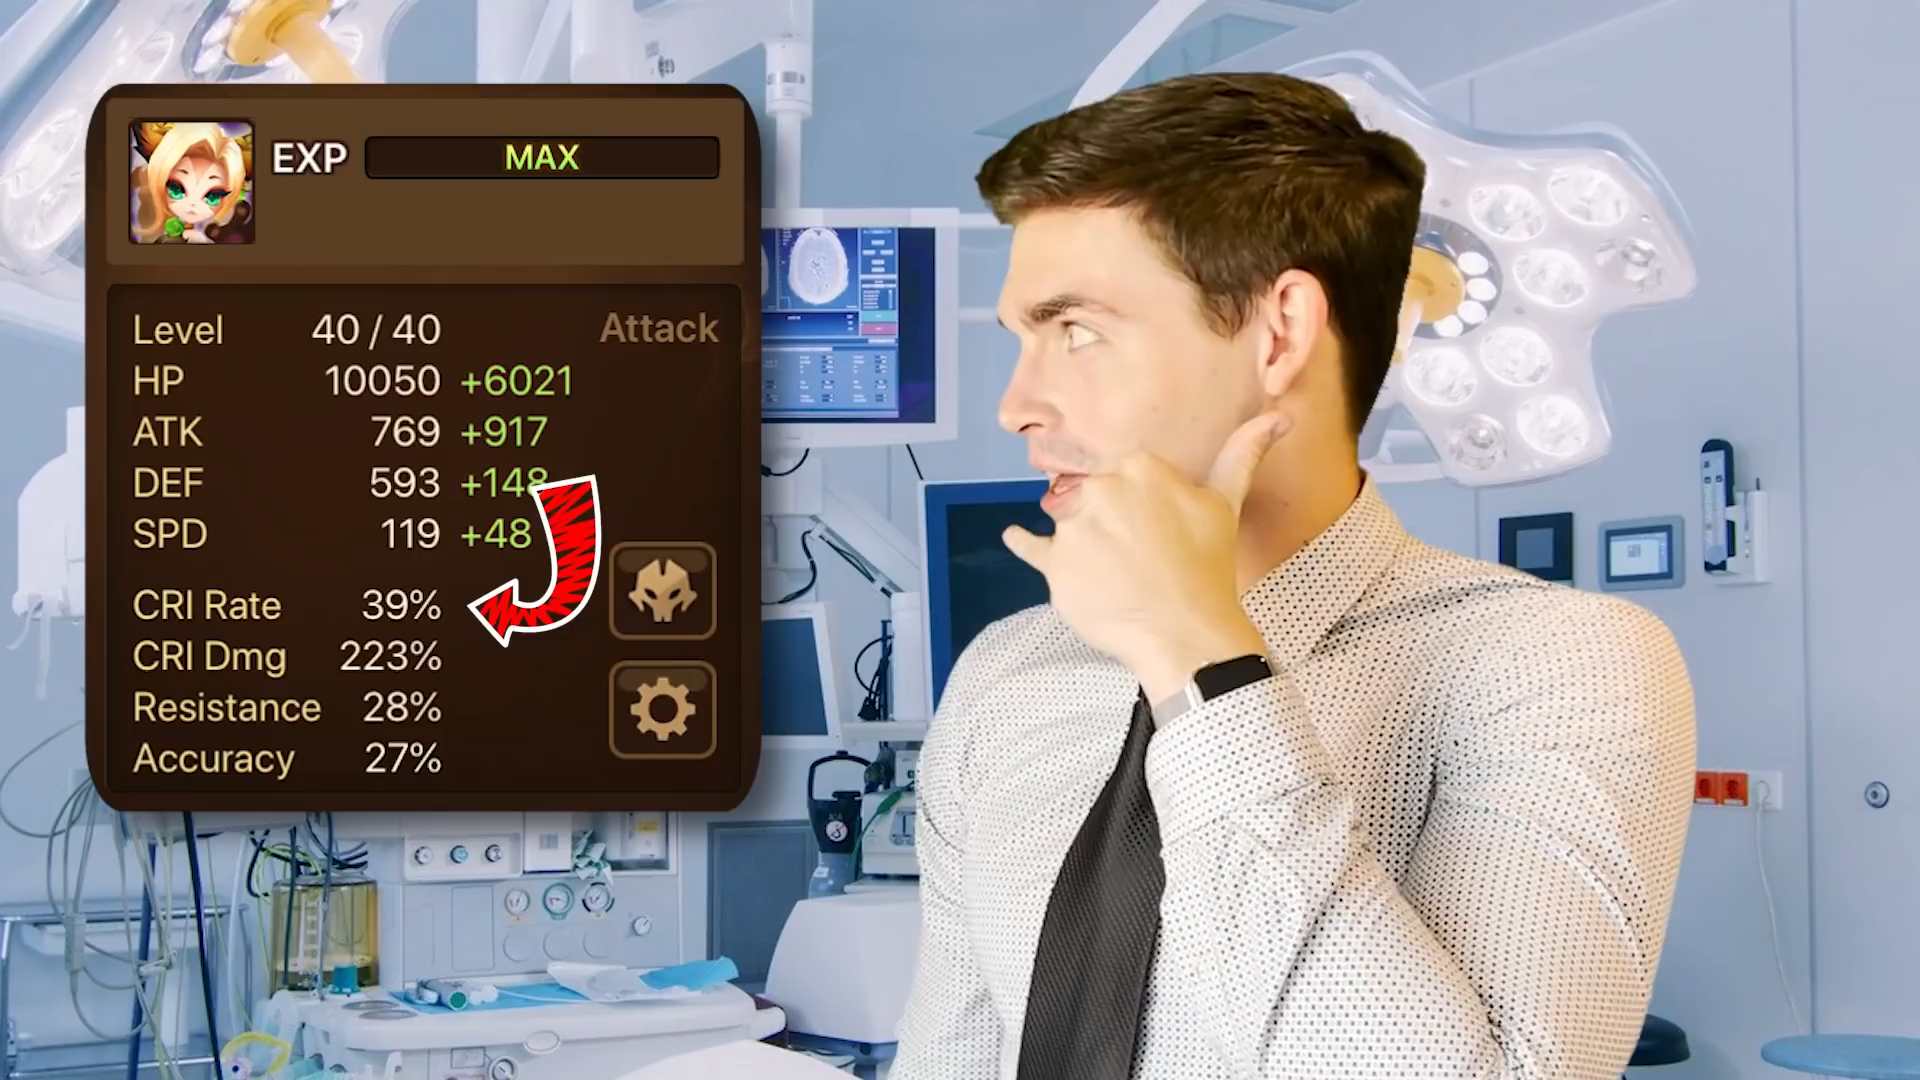 EXP MAX
Level 40 / 40 Attack
HP 10050 +6021
ATK 769 +917
DEF 593 +148
SPD 119 +48
CRI Rate 39%
CRI Dmg 223%
Resistance 28%
Accuracy 27%